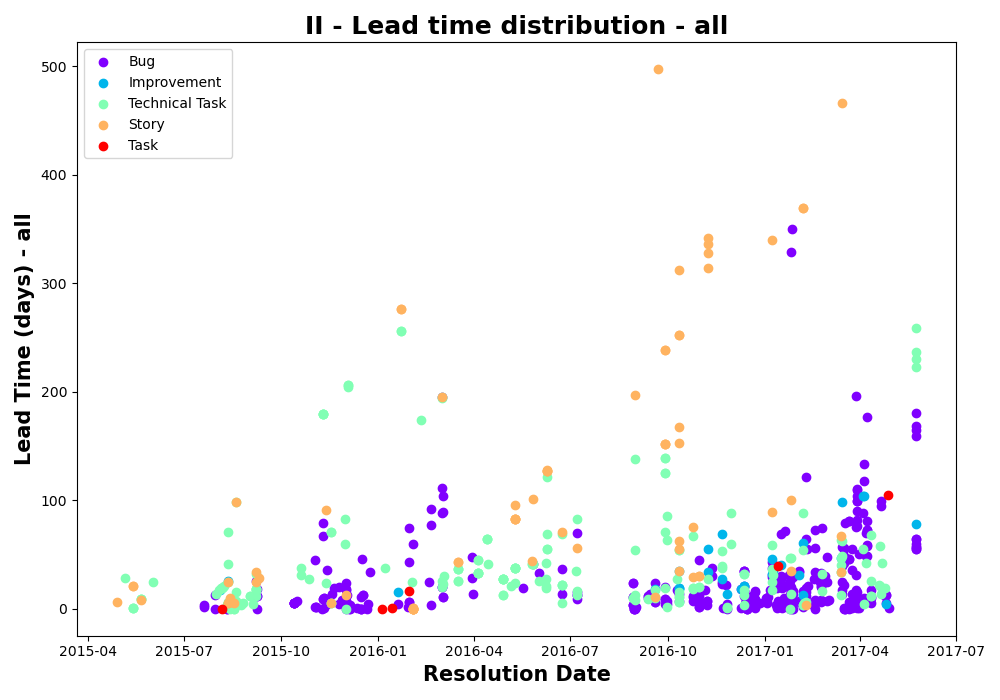 II - Lead time distribution - all
Bug
Improvement
Technical Task
Story
Task
Lead Time (days) - all
500
400
300
200
100
0
2015-04 2015-07 2015-10 2016-01 2016-04 2016-07 2016-10 2017-01 2017-04 2017-07
Resolution Date